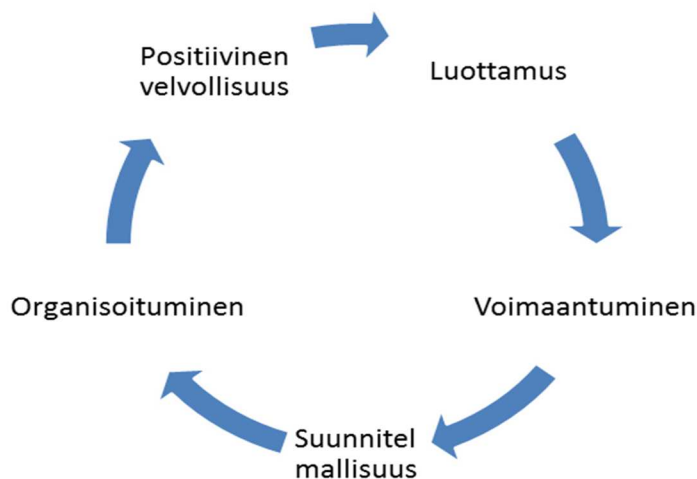 Positiivinen
velvollisuus
Luottamus
Voimaantuminen
Suunnitel
mallisuus
Organisoituminen